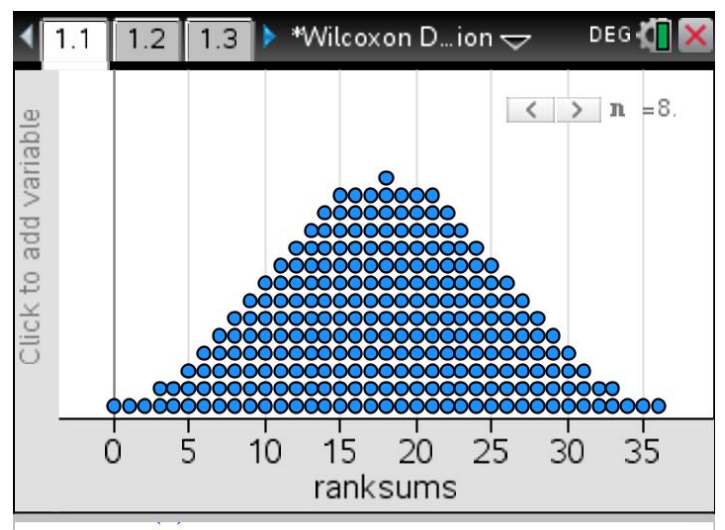 1.1 1.2 1.3 *Wilcoxon D...ion DEG
n =8.
Click to add variable
0 5 10 15 20 25 30 35
ranksums